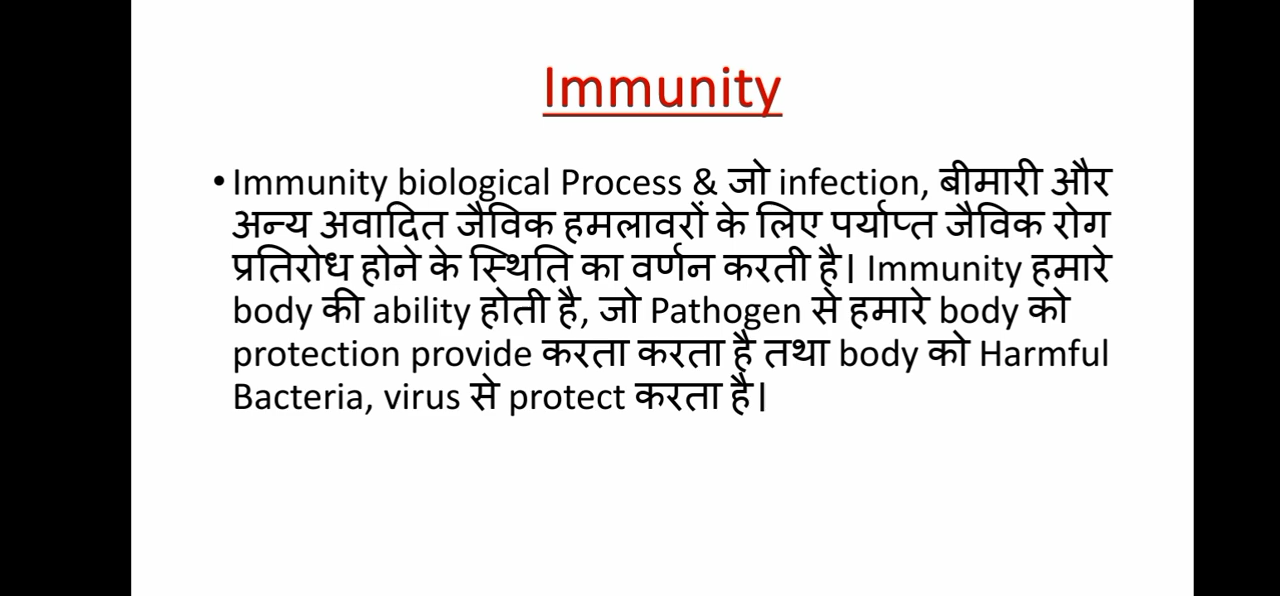 Immunity
• Immunity biological Process & जो infection, बीमारी और
अन्य अवादित जैविक हमलावरों के लिए पर्याप्त जैविक रोग
प्रतिरोध होने के स्थिति का वर्णन करती है। Immunity हमारे
body की ability होती है, जो Pathogen से हमारे body को
protection provide करता करता है तथा body को Harmful
Bacteria, virus से protect करता है।